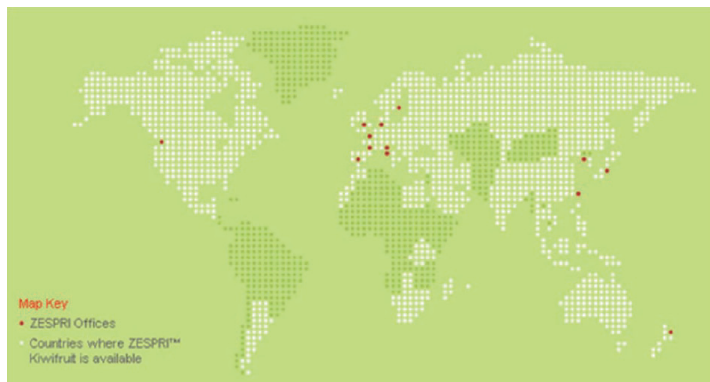 Map Key
ZESPRI Offices
Countries where ZESPRI™
Kiwifruit is available